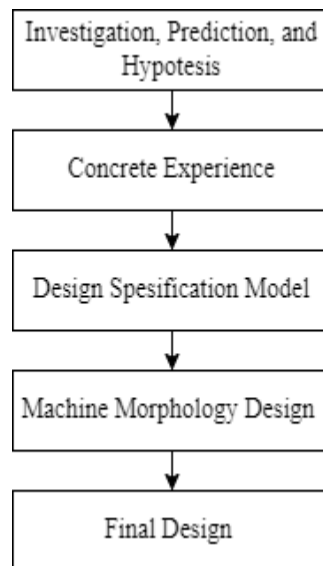 Investigation, Prediction, and
Hypotesis
Concrete Experience
Design Spesification Model
Machine Morphology Design
Final Design